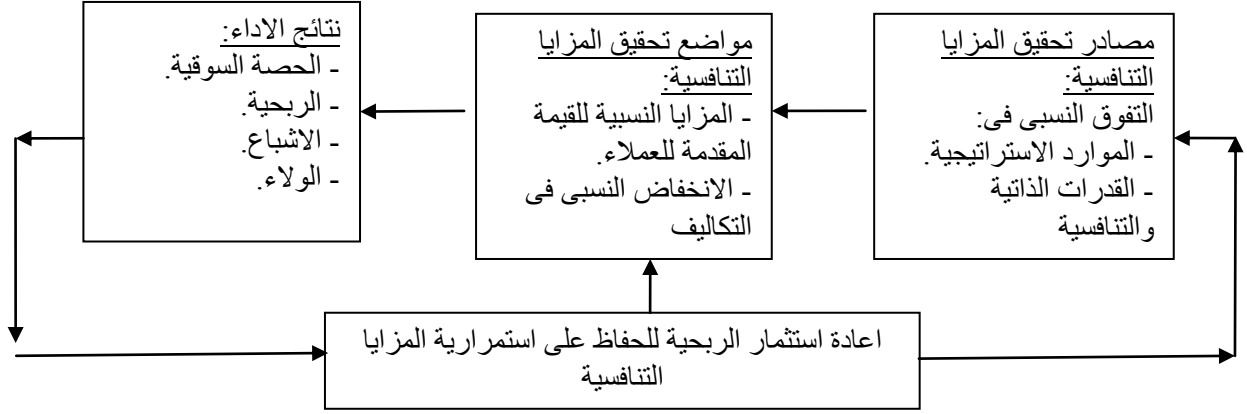 مصادر تحقيق المزايا
التنافسية:
التفوق النسبى فى:
- الموارد الاستراتيجية.
- القدرات الذاتية
والتنافسية
مواضع تحقيق المزايا
التنافسية:
- المزايا النسبية للقيمة
المقدمة للعملاء.
- الانخفاض النسبى فى
التكاليف
نتائج الاداء:
- الحصة السوقية.
- الربحية.
- الاشباع.
- الولاء.
اعادة استثمار الربحية للحفاظ على استمرارية المزايا
التنافسية